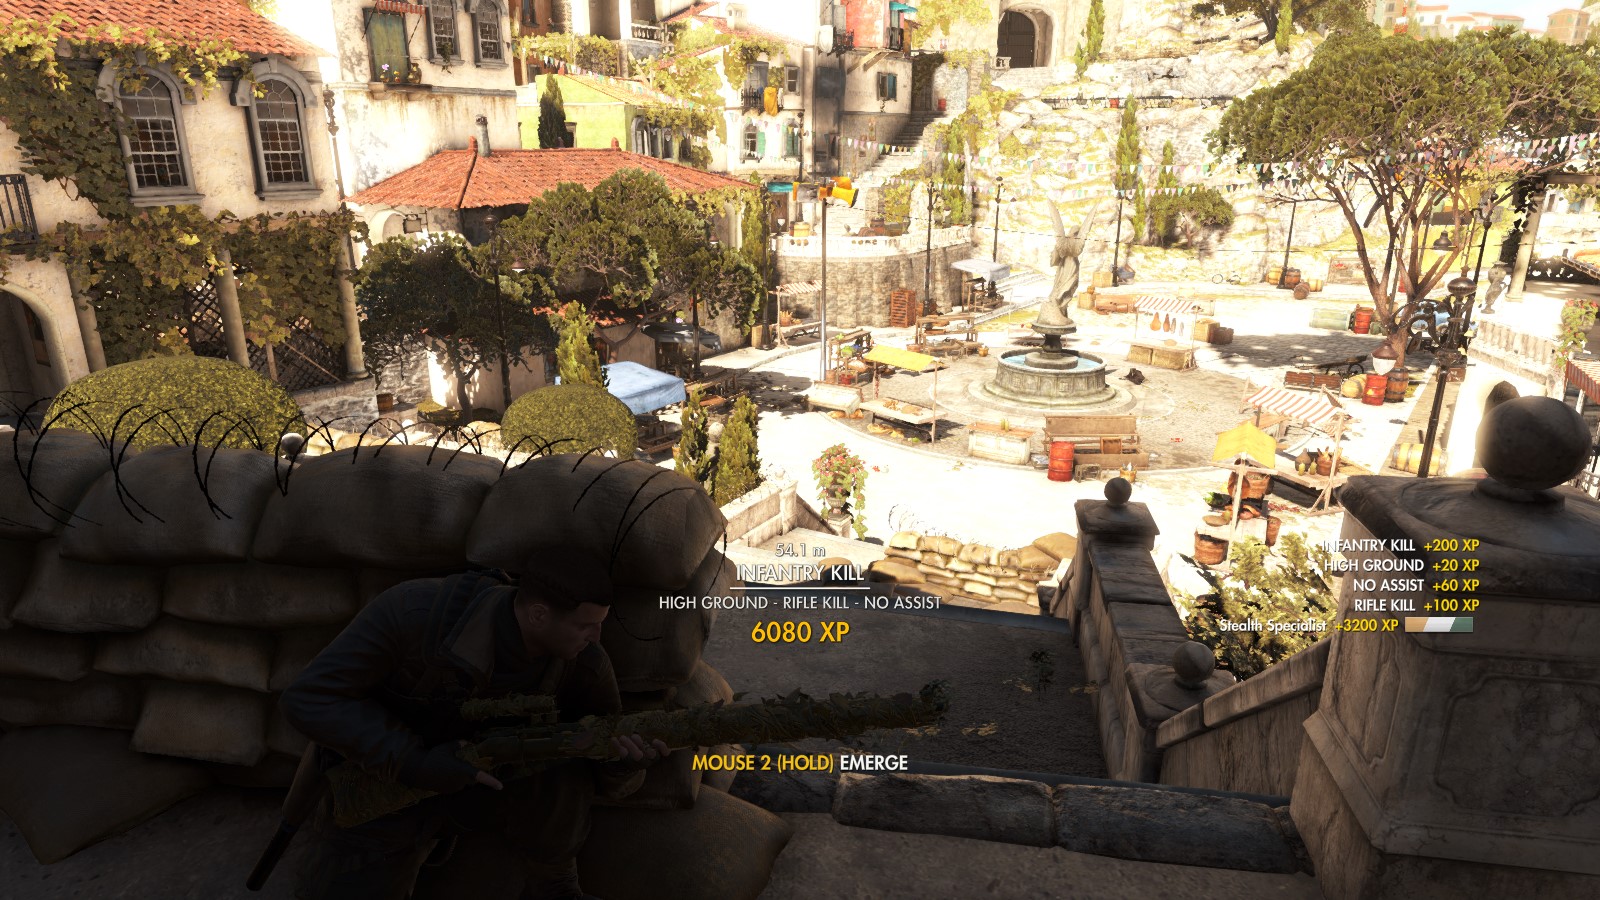 54.1 m
INFANTRY KILL
HIGH GROUND - RIFLE KILL - NO ASSIST
6080 XP
INFANTRY KILL +200 XP
HIGH GROUND +20 XP
NO ASSIST +60 XP
RIFLE KILL +100 XP
Stealth Specialist +3200 XP
MOUSE 2 (HOLD) EMERGE